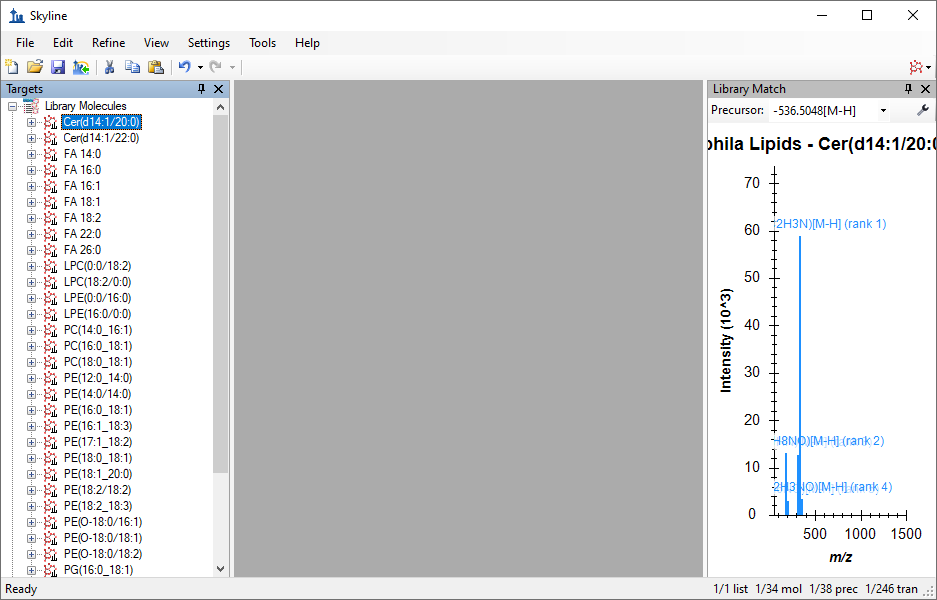 Skyline
File Edit Refine View Settings Tools Help
Targets
Library Molecules
Cer(d14:1/20:0)
Cer(d14:1/22:0)
FA 14:0
FA 16:0
FA 16:1
FA 18:1
FA 18:2
FA 22:0
FA 26:0
LPC(0:0/18:2)
LPC(18:2/0:0)
LPE(0:0/16:0)
LPE(16:0/0:0)
PC(14:0_16:1)
PC(16:0_18:1)
PC(18:0_18:1)
PE(12:0_14:0)
PE(14:0/14:0)
PE(16:0_18:1)
PE(16:1_18:3)
PE(17:1_18:2)
PE(18:0_18:1)
PE(18:1_20:0)
PE(18:2/18:2)
PE(18:2_18:3)
PE(O-18:0/16:1)
PE(O-18:0/18:1)
PE(O-18:0/18:2)
PG(16:0_18:1)
Library Match
Precursor: -536.5048[M-H]
phila Lipids - Cer(d14:1/20:0
70
60
50
40
30
20
10
0
Intensity (10^3)
2H3N)[M-H] (rank 1)
H8NO)[M-H] (rank 2)
2H3NO)[M-H] (rank 4)
500 1000 1500
m/z
Ready
1/1 list 1/34 mol 1/38 prec 1/246 tran